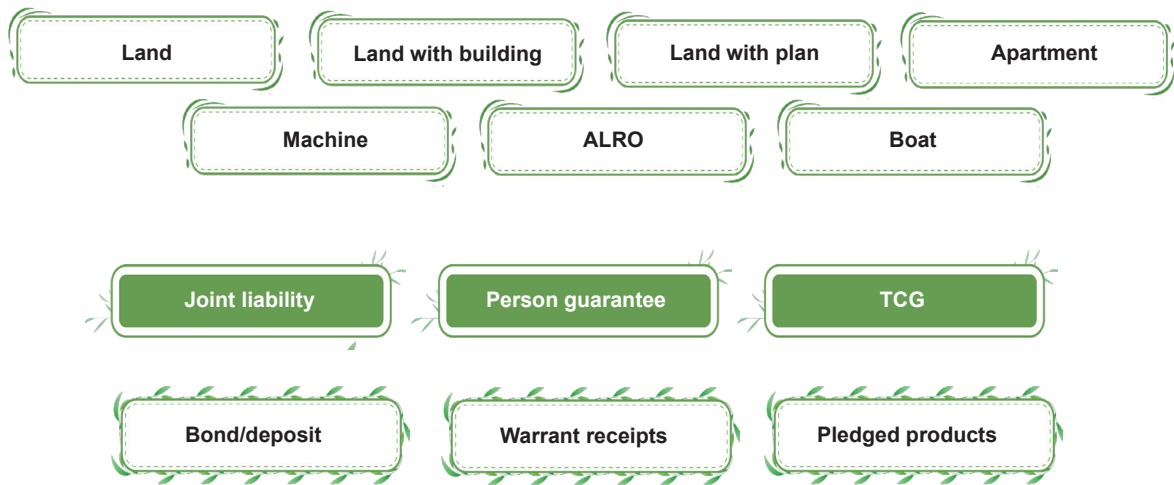 Land
Land with building
Land with plan
Apartment
Machine
ALRO
Boat
Joint liability
Person guarantee
TCG
Bond/deposit
Warrant receipts
Pledged products